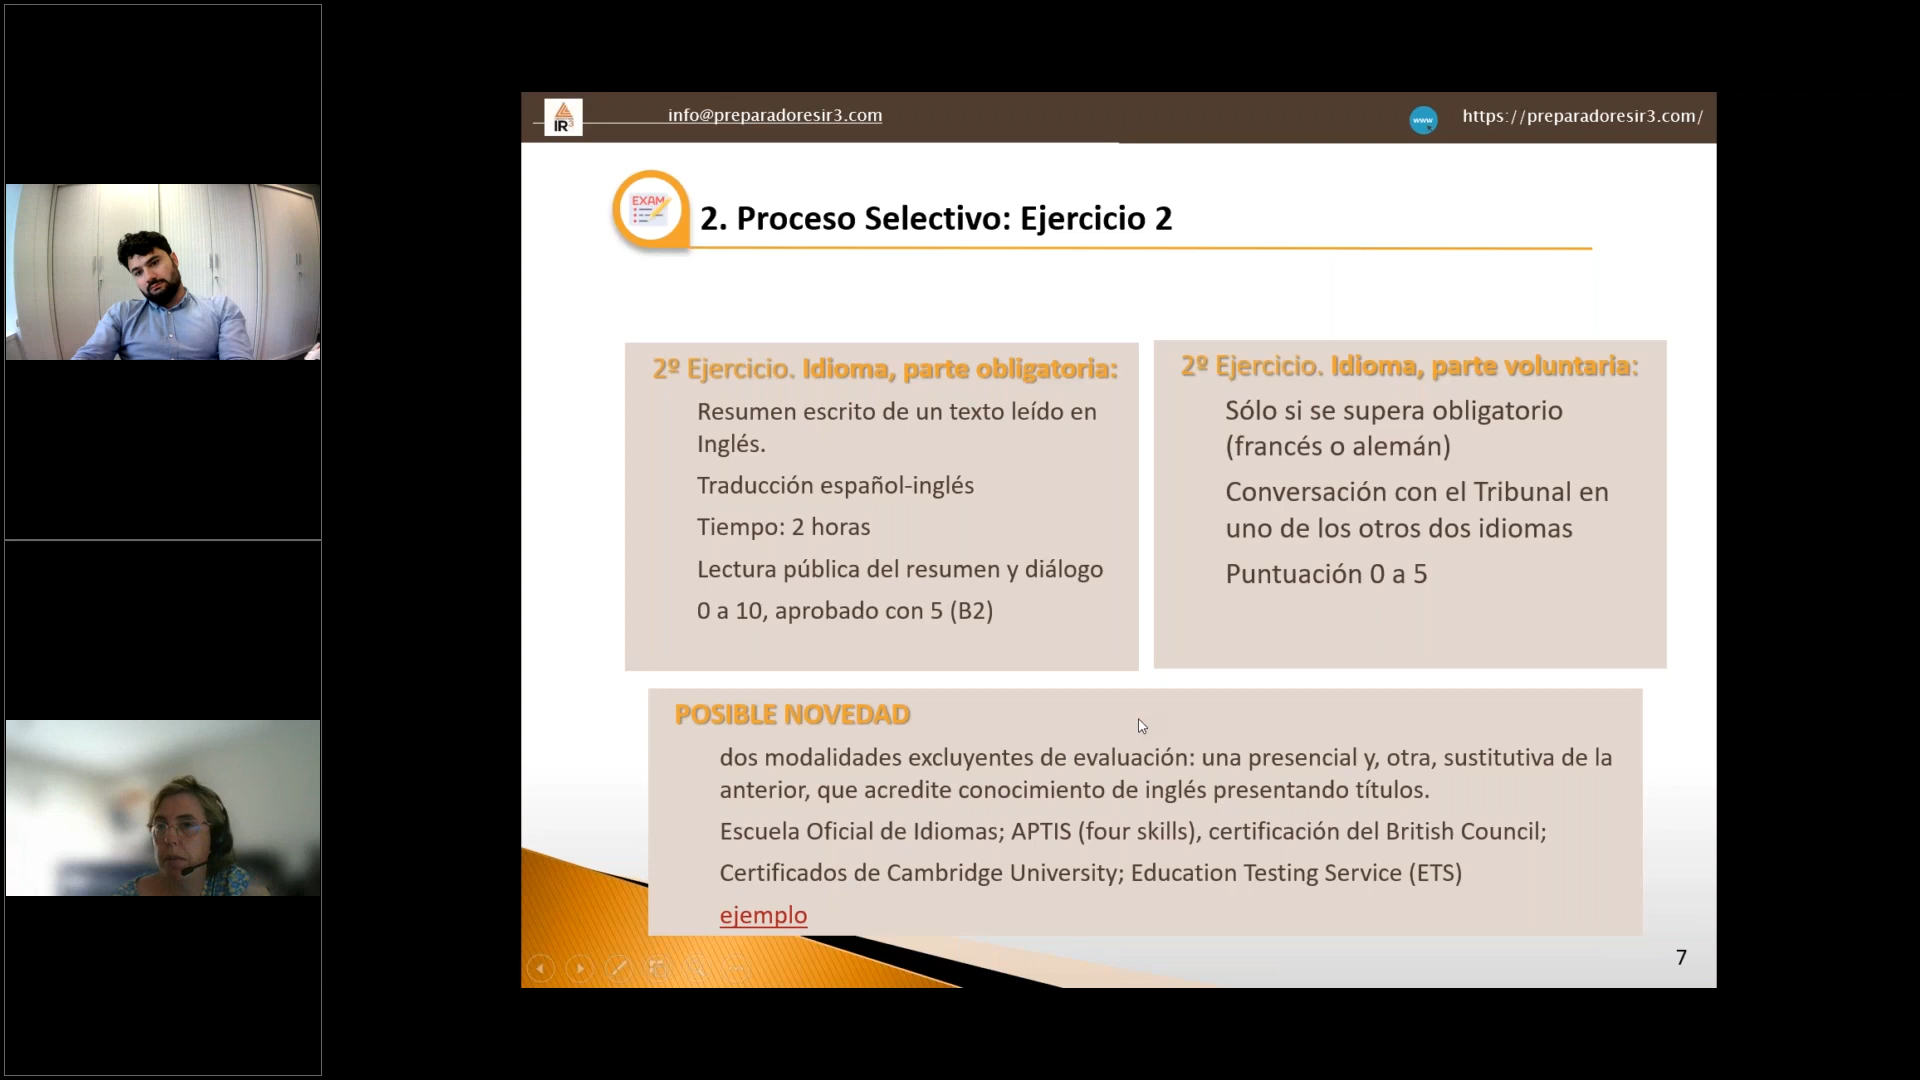 IR3
info@preparadoresir3.com
www
https://preparadoresir3.com/
EXAM
2. Proceso Selectivo: Ejercicio 2
2º Ejercicio. Idioma, parte obligatoria:
Resumen escrito de un texto leído en
Inglés.
Traducción español-inglés
Tiempo: 2 horas
Lectura pública del resumen y diálogo
0 a 10, aprobado con 5 (B2)
2º Ejercicio. Idioma, parte voluntaria:
Sólo si se supera obligatorio
(francés o alemán)
Conversación con el Tribunal en
uno de los otros dos idiomas
Puntuación 0 a 5
POSIBLE NOVEDAD
dos modalidades excluyentes de evaluación: una presencial y, otra, sustitutiva de la
anterior, que acredite conocimiento de inglés presentando títulos.
Escuela Oficial de Idiomas; APTIS (four skills), certificación del British Council;
Certificados de Cambridge University; Education Testing Service (ETS)
ejemplo
7